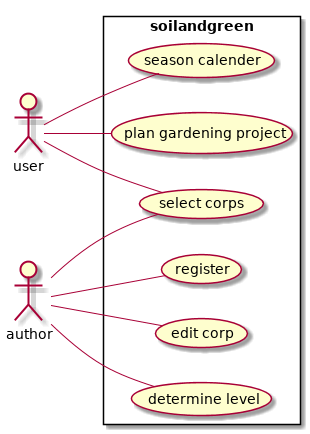 soilandgreen
season calender
plan gardening project
user
select corps
register
author
edit corp
determine level